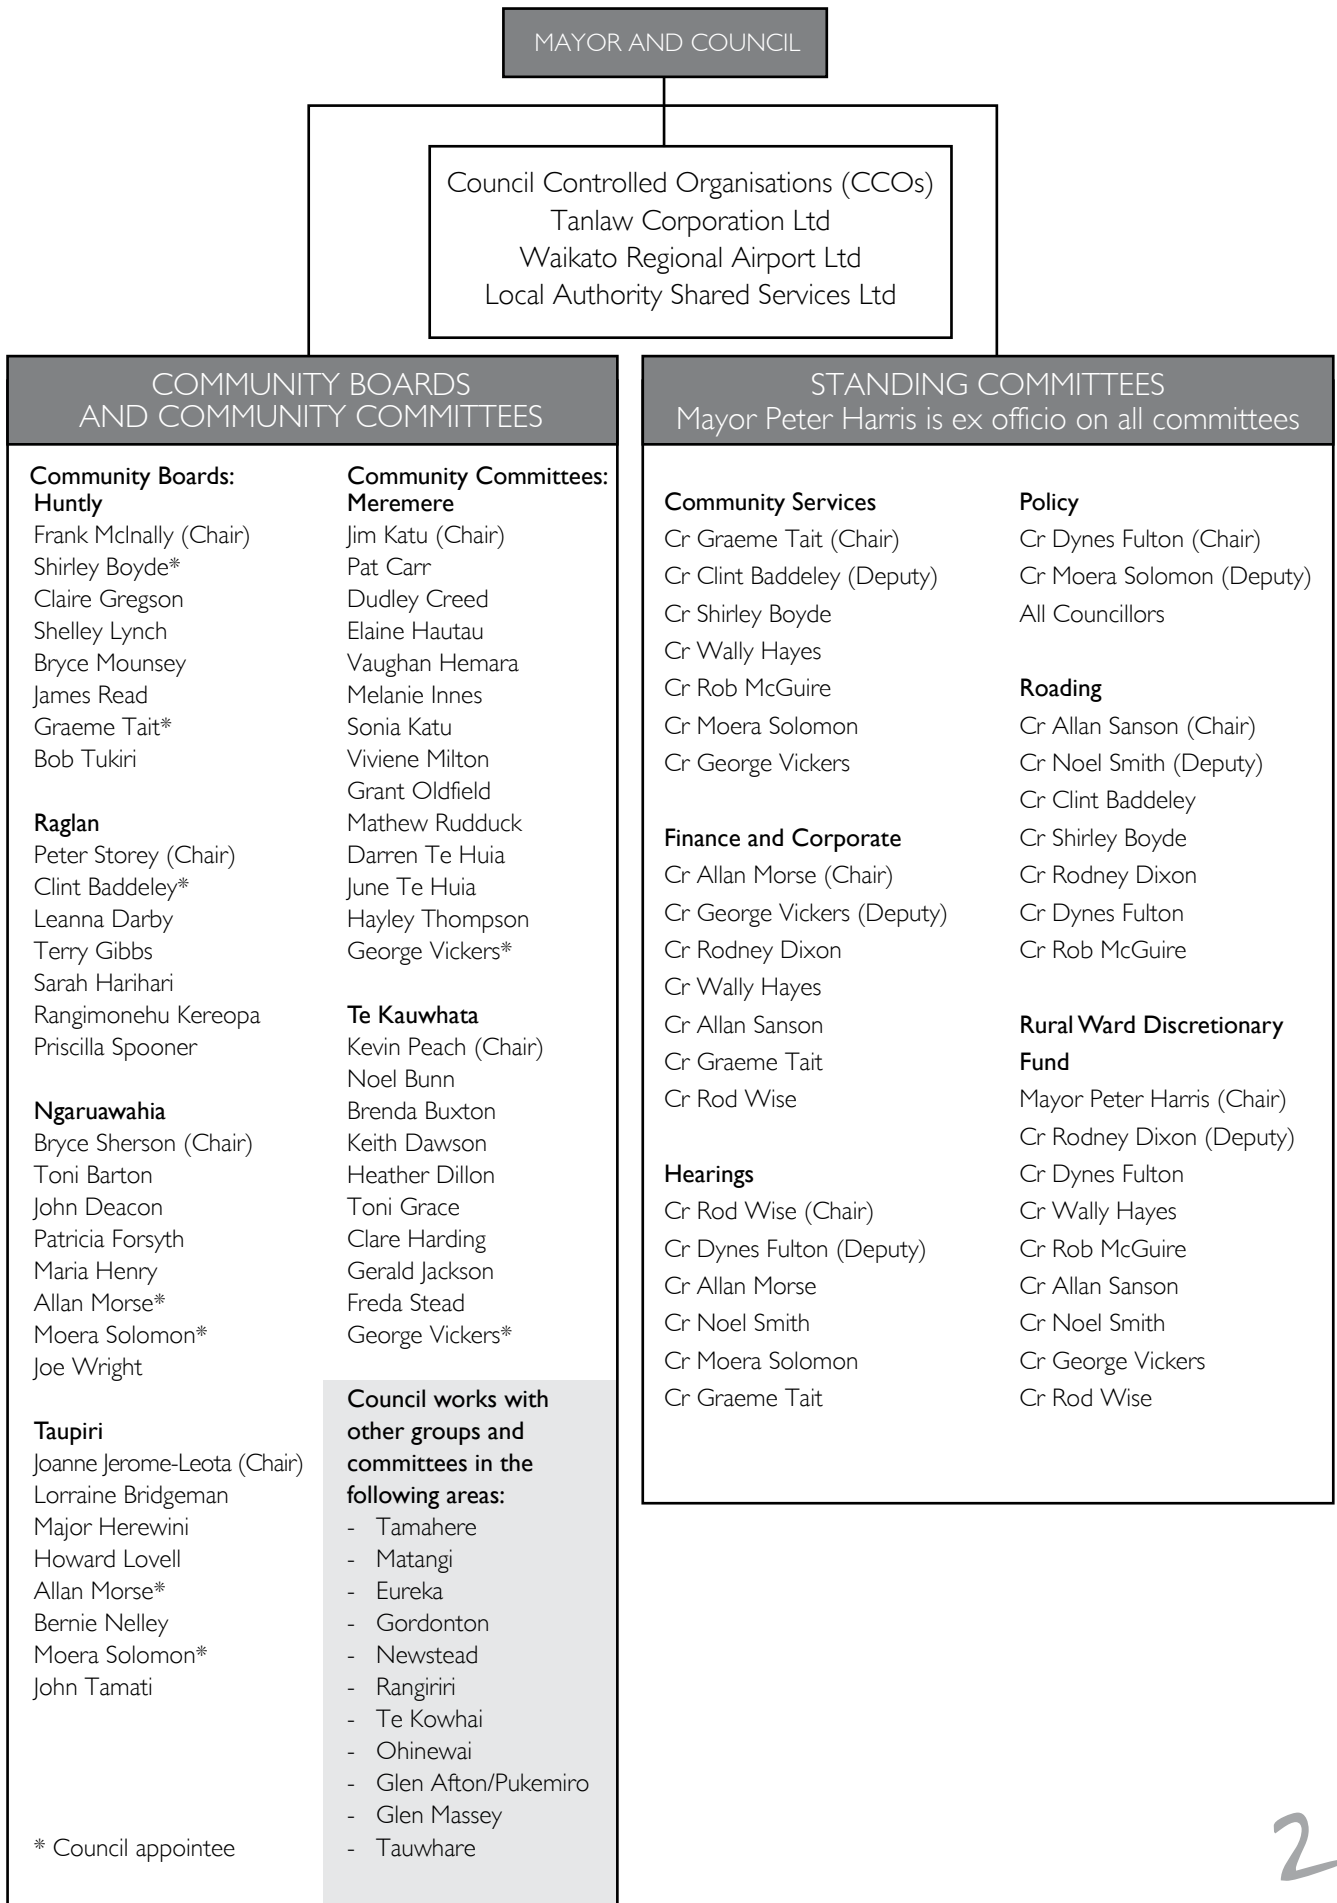 MAYOR AND COUNCIL
Council Controlled Organisations (CCOs)
Tanlaw Corporation Ltd
Waikato Regional Airport Ltd
Local Authority Shared Services Ltd
COMMUNITY BOARDS
AND COMMUNITY COMMITTEES
Community Boards:
Huntly
Frank McInally (Chair)
Shirley Boyde*
Claire Gregson
Shelley Lynch
Bryce Mounsey
James Read
Graeme Tait*
Bob Tukiri
Raglan
Peter Storey (Chair)
Clint Baddeley*
Leanna Darby
Terry Gibbs
Sarah Harihari
Rangimonehu Kereopa
Priscilla Spooner
Ngaruawahia
Bryce Sherson (Chair)
Toni Barton
John Deacon
Patricia Forsyth
Maria Henry
Allan Morse*
Moera Solomon*
Joe Wright
Taupiri
Joanne Jerome-Leota (Chair)
Lorraine Bridgeman
Major Herewini
Howard Lovell
Allan Morse*
Bernie Nelley
Moera Solomon*
John Tamati
* Council appointee
Community Committees:
Meremere
Jim Katu (Chair)
Pat Carr
Dudley Creed
Elaine Hautau
Vaughan Hemara
Melanie Innes
Sonia Katu
Viviene Milton
Grant Oldfield
Mathew Rudduck
Darren Te Huia
June Te Huia
Hayley Thompson
George Vickers*
Te Kauwhata
Kevin Peach (Chair)
Noel Bunn
Brenda Buxton
Keith Dawson
Heather Dillon
Toni Grace
Clare Harding
Gerald Jackson
Freda Stead
George Vickers*
Council works with
other groups and
committees in the
following areas:
- Tamahere
- Matangi
- Eureka
- Gordonton
- Newstead
- Rangiriri
- Te Kowhai
- Ohinewai
- Glen Afton/Pukemiro
- Glen Massey
- Tauwhare
STANDING COMMITTEES
Mayor Peter Harris is ex officio on all committees
Community Services
Cr Graeme Tait (Chair)
Cr Clint Baddeley (Deputy)
Cr Shirley Boyde
Cr Wally Hayes
Cr Rob McGuire
Cr Moera Solomon
Cr George Vickers
Finance and Corporate
Cr Allan Morse (Chair)
Cr George Vickers (Deputy)
Cr Rodney Dixon
Cr Wally Hayes
Cr Allan Sanson
Cr Graeme Tait
Cr Rod Wise
Hearings
Cr Rod Wise (Chair)
Cr Dynes Fulton (Deputy)
Cr Allan Morse
Cr Noel Smith
Cr Moera Solomon
Cr Graeme Tait
Policy
Cr Dynes Fulton (Chair)
Cr Moera Solomon (Deputy)
All Councillors
Roading
Cr Allan Sanson (Chair)
Cr Noel Smith (Deputy)
Cr Clint Baddeley
Cr Shirley Boyde
Cr Rodney Dixon
Cr Dynes Fulton
Cr Rob McGuire
Rural Ward Discretionary
Fund
Mayor Peter Harris (Chair)
Cr Rodney Dixon (Deputy)
Cr Dynes Fulton
Cr Wally Hayes
Cr Rob McGuire
Cr Allan Sanson
Cr Noel Smith
Cr George Vickers
Cr Rod Wise
2